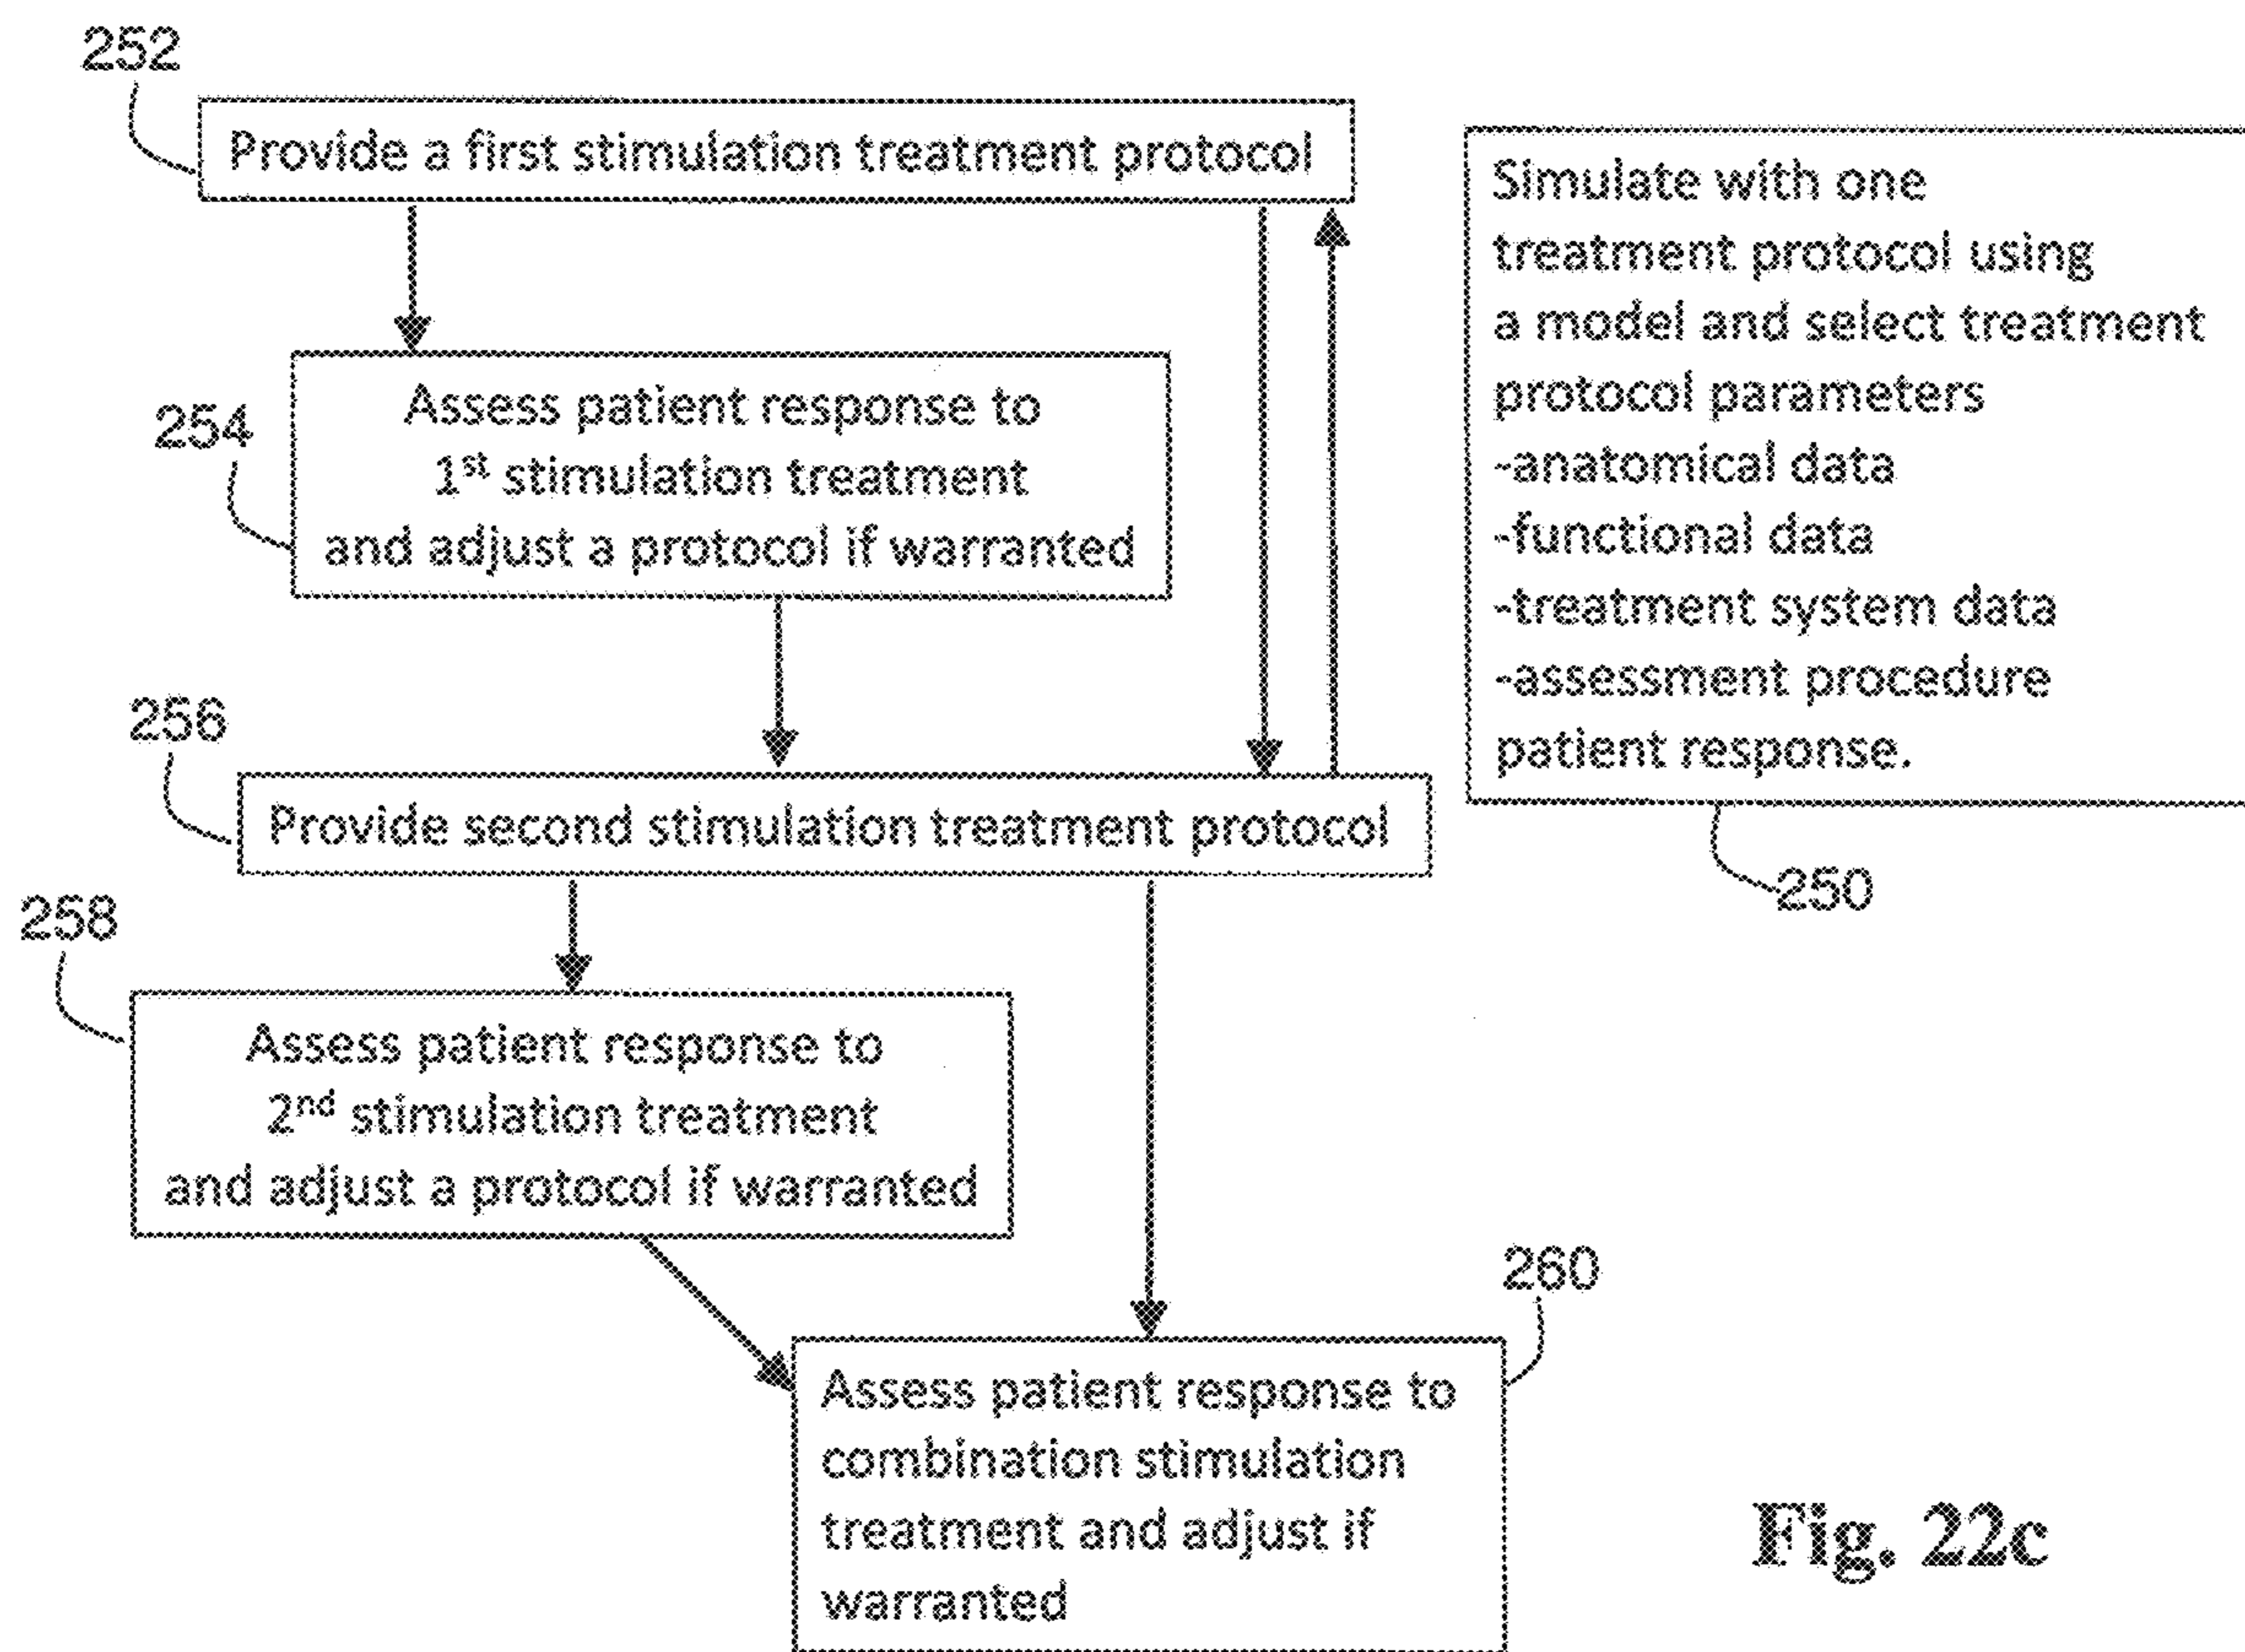 252
Provide a first stimulation treatment protocol
Simulate with one
treatment protocol using
a model and select treatment
protocol parameters
-anatomical data
-functional data
-treatment system data
-assessment procedure
patient response.
250
254
Assess patient response to
1st stimulation treatment
and adjust a protocol if warranted
256
Provide second stimulation treatment protocol
258
Assess patient response to
2nd stimulation treatment
and adjust a protocol if warranted
260
Assess patient response to
combination stimulation
treatment and adjust if
warranted
Fig. 22c